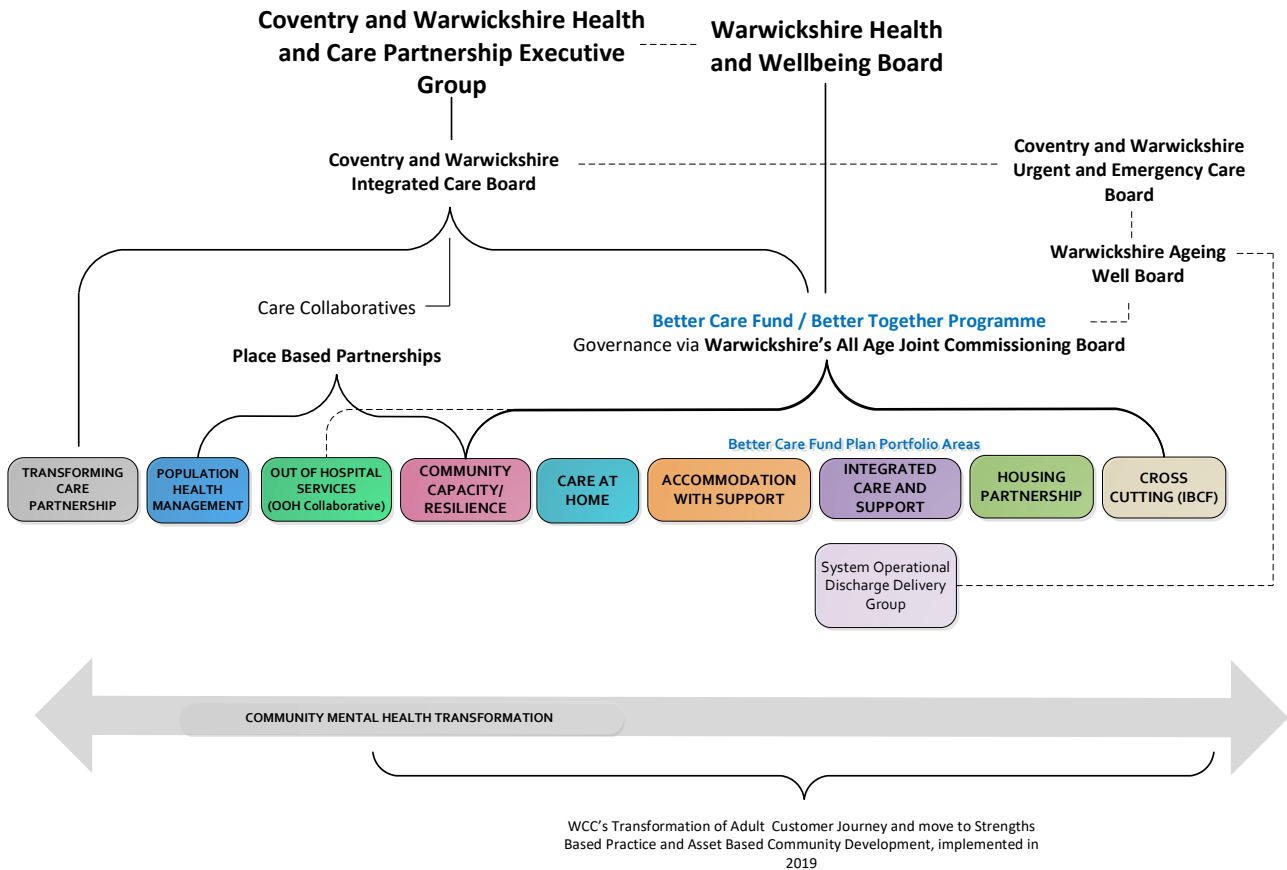 Coventry and Warwickshire Health
and Care Partnership Executive
Group
Warwickshire Health
and Wellbeing Board
Coventry and Warwickshire
Integrated Care Board
Coventry and Warwickshire
Urgent and Emergency Care
Board
Warwickshire Ageing
Well Board
Care Collaboratives
Better Care Fund / Better Together Programme
Governance via Warwickshire's All Age Joint Commissioning Board
Place Based Partnerships
Better Care Fund Plan Portfolio Areas
TRANSFORMING
CARE
PARTNERSHIP
POPULATION
HEALTH
MANAGEMENT
OUT OF HOSPITAL
SERVICES
(OOH Collaborative)
COMMUNITY
CAPACITY/
RESILIENCE
CARE AT
HOME
ACCOMMODATION
WITH SUPPORT
INTEGRATED
CARE AND
SUPPORT
HOUSING
PARTNERSHIP
CROSS
CUTTING (IBCF)
System Operational
Discharge Delivery
Group
COMMUNITY MENTAL HEALTH TRANSFORMATION
WCC's Transformation of Adult Customer Journey and move to Strengths
Based Practice and Asset Based Community Development, implemented in
2019